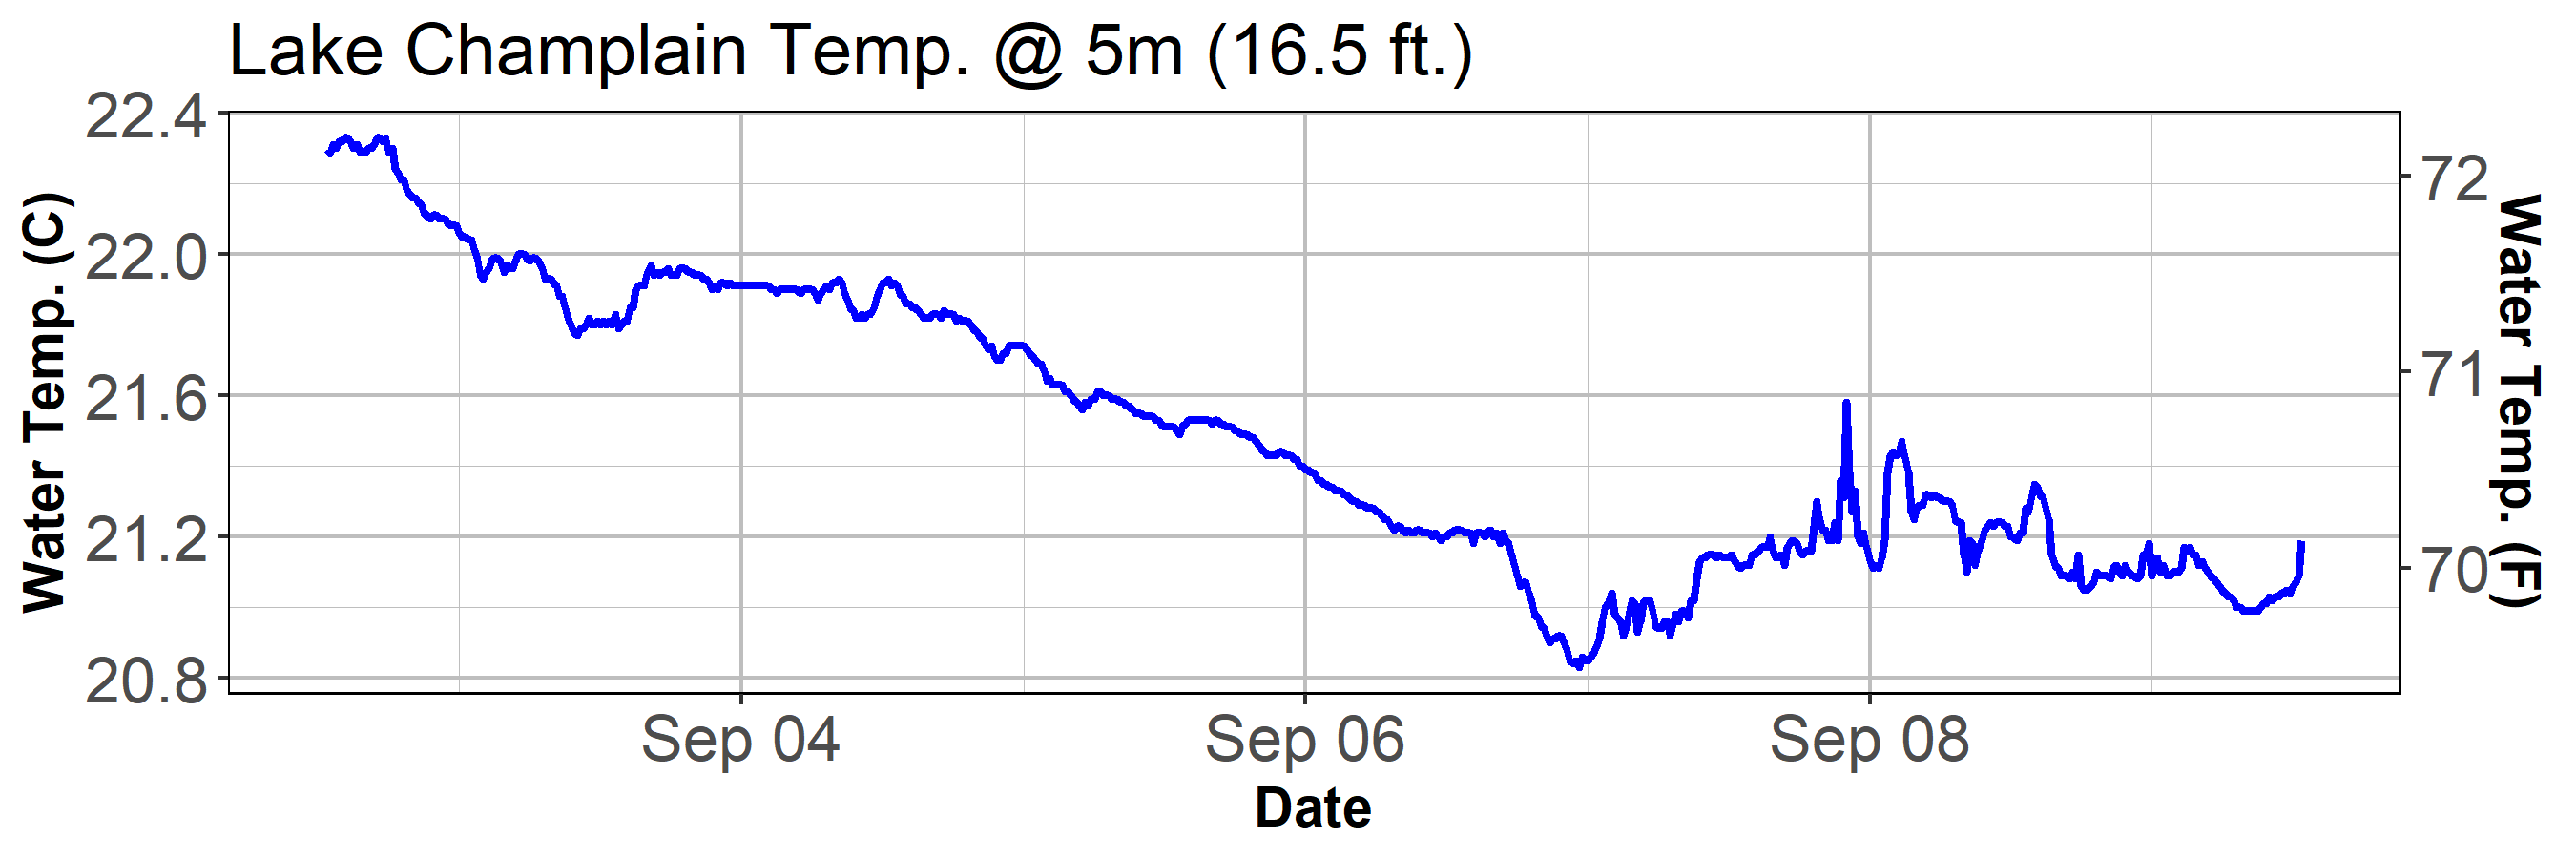 Lake Champlain Temp. @ 5m (16.5 ft.)
22.4
22.0
21.6
21.2
20.8
Water Temp. (C)
72
71
70
Water Temp. (F)
Sep 04 Sep 06 Sep 08
Date